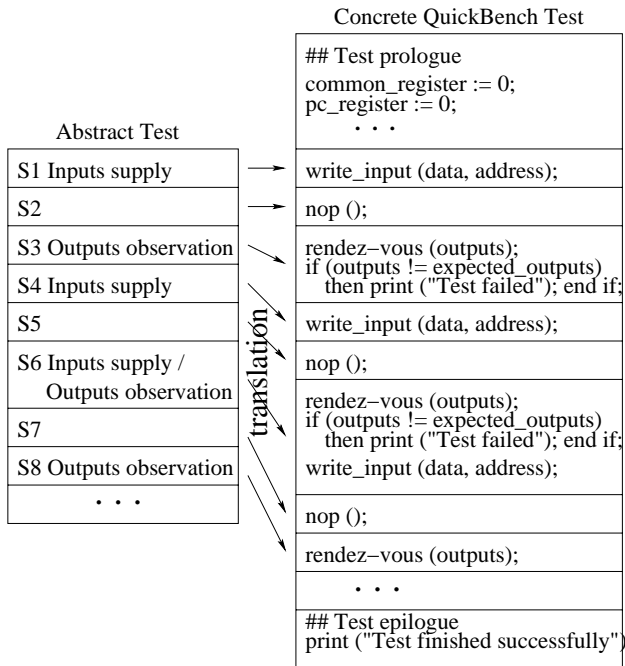 Concrete QuickBench Test
## Test prologue
common_register := 0;
pc_register := 0;
. . .
Abstract Test
S1 Inputs supply
S2
S3 Outputs observation
S4 Inputs supply
S5
S6 Inputs supply /
Outputs observation
S7
S8 Outputs observation
. . .
translation
write_input (data, address);
nop ();
rendez−vous (outputs);
if (outputs != expected_outputs)
then print ("Test failed"); end if;
write_input (data, address);
nop ();
rendez−vous (outputs);
if (outputs != expected_outputs)
then print ("Test failed"); end if;
write_input (data, address);
nop ();
rendez−vous (outputs);
. . .
## Test epilogue
print ("Test finished successfully")